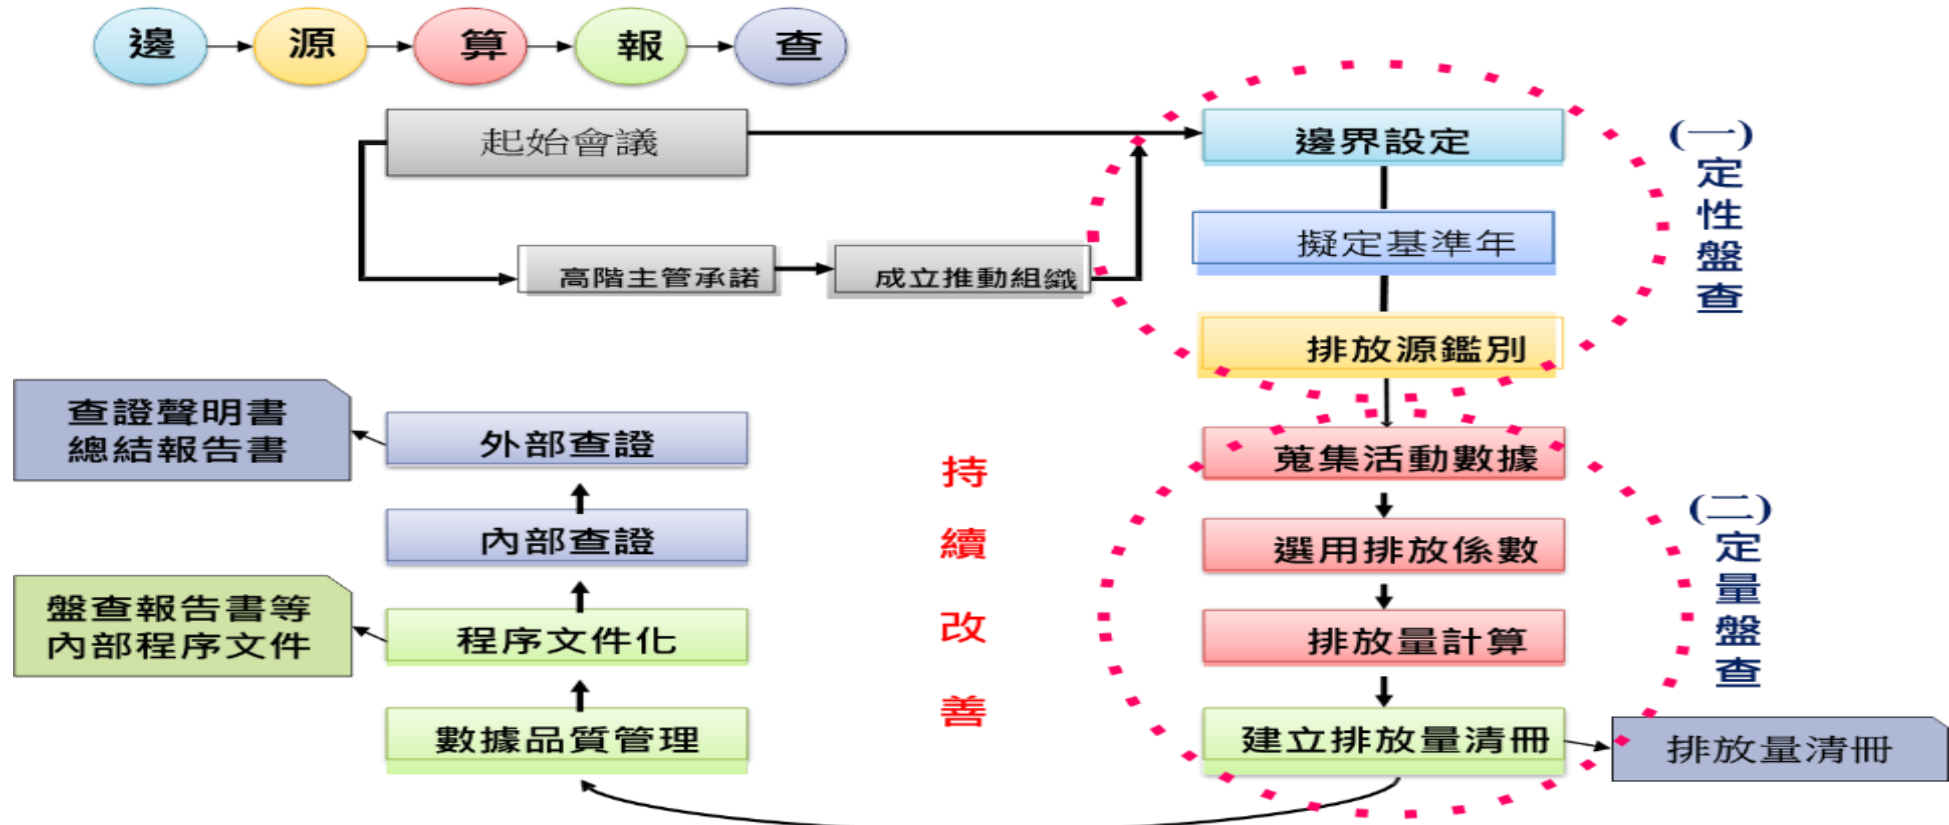 邊
源
算
報
查
起始會議
高階主管承諾
成立推動組織
邊界設定
擬定基準年
排放源鑑別
(一)
定
性
盤
查
蒐集活動數據
選用排放係數
排放量計算
建立排放量清冊
排放量清冊
(二)
定
量
盤
查
持
續
改
善
數據品質管理
程序文件化
盤查報告書等
內部程序文件
內部查證
外部查證
查證聲明書
總結報告書